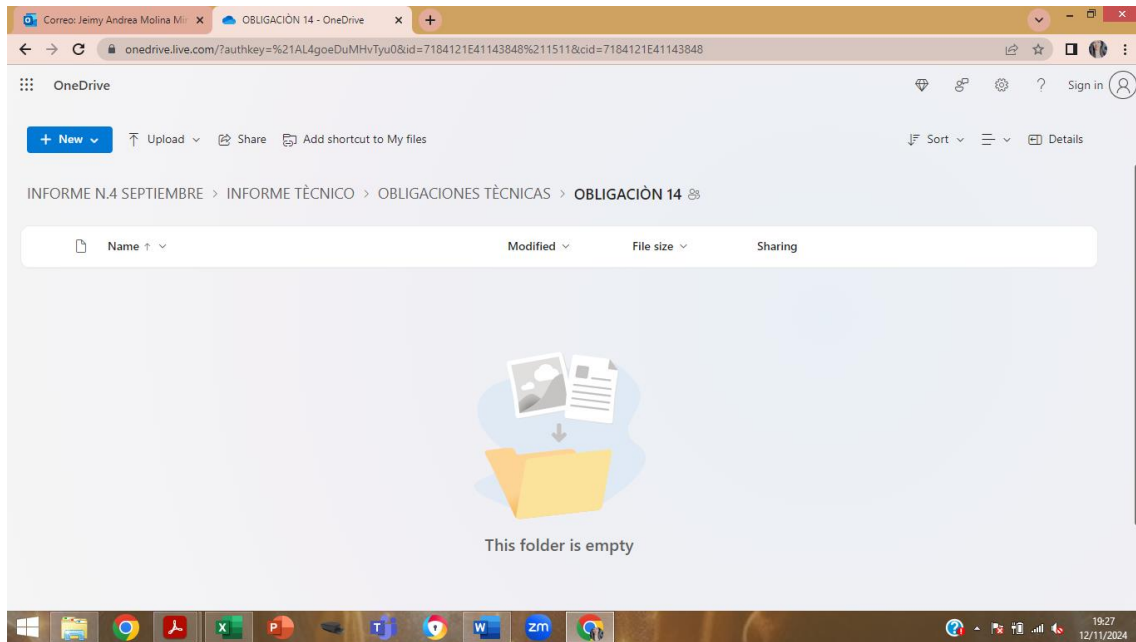 Correo: Jeimy Andrea Molina Mir
OBLIGACIÒN 14 - OneDrive
onedrive.live.com/?authkey=%21AL4goeDuMHvTyu0&id=7184121E41143848%211511&cid=7184121E41143848
OneDrive
Sign in
New
Upload
Share
Add shortcut to My files
Sort
Details
INFORME N.4 SEPTIEMBRE > INFORME TÈCNICO > OBLIGACIONES TÈCNICAS > OBLIGACIÒN 14
Name
Modified
File size
Sharing
This folder is empty
zm
19:27
12/11/2024